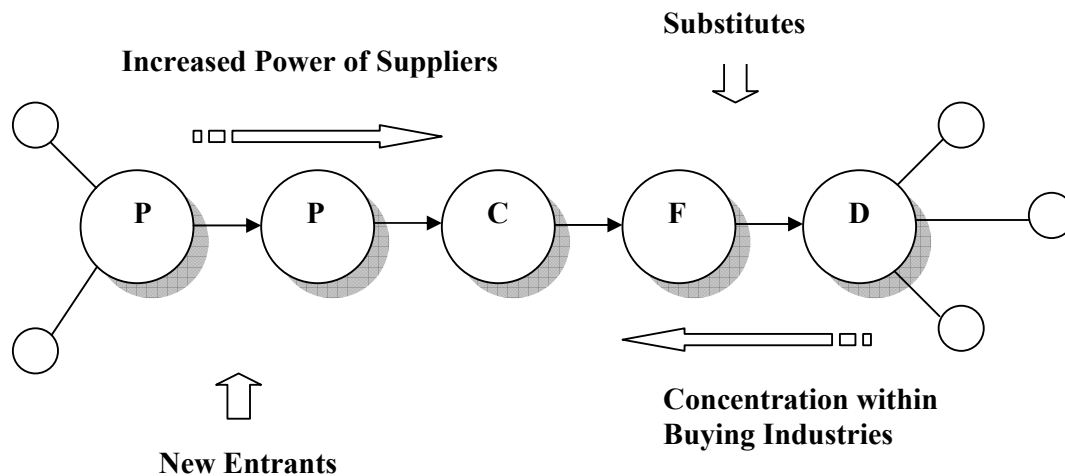 Substitutes
Increased Power of Suppliers
P
P
C
F
D
Concentration within
Buying Industries
New Entrants